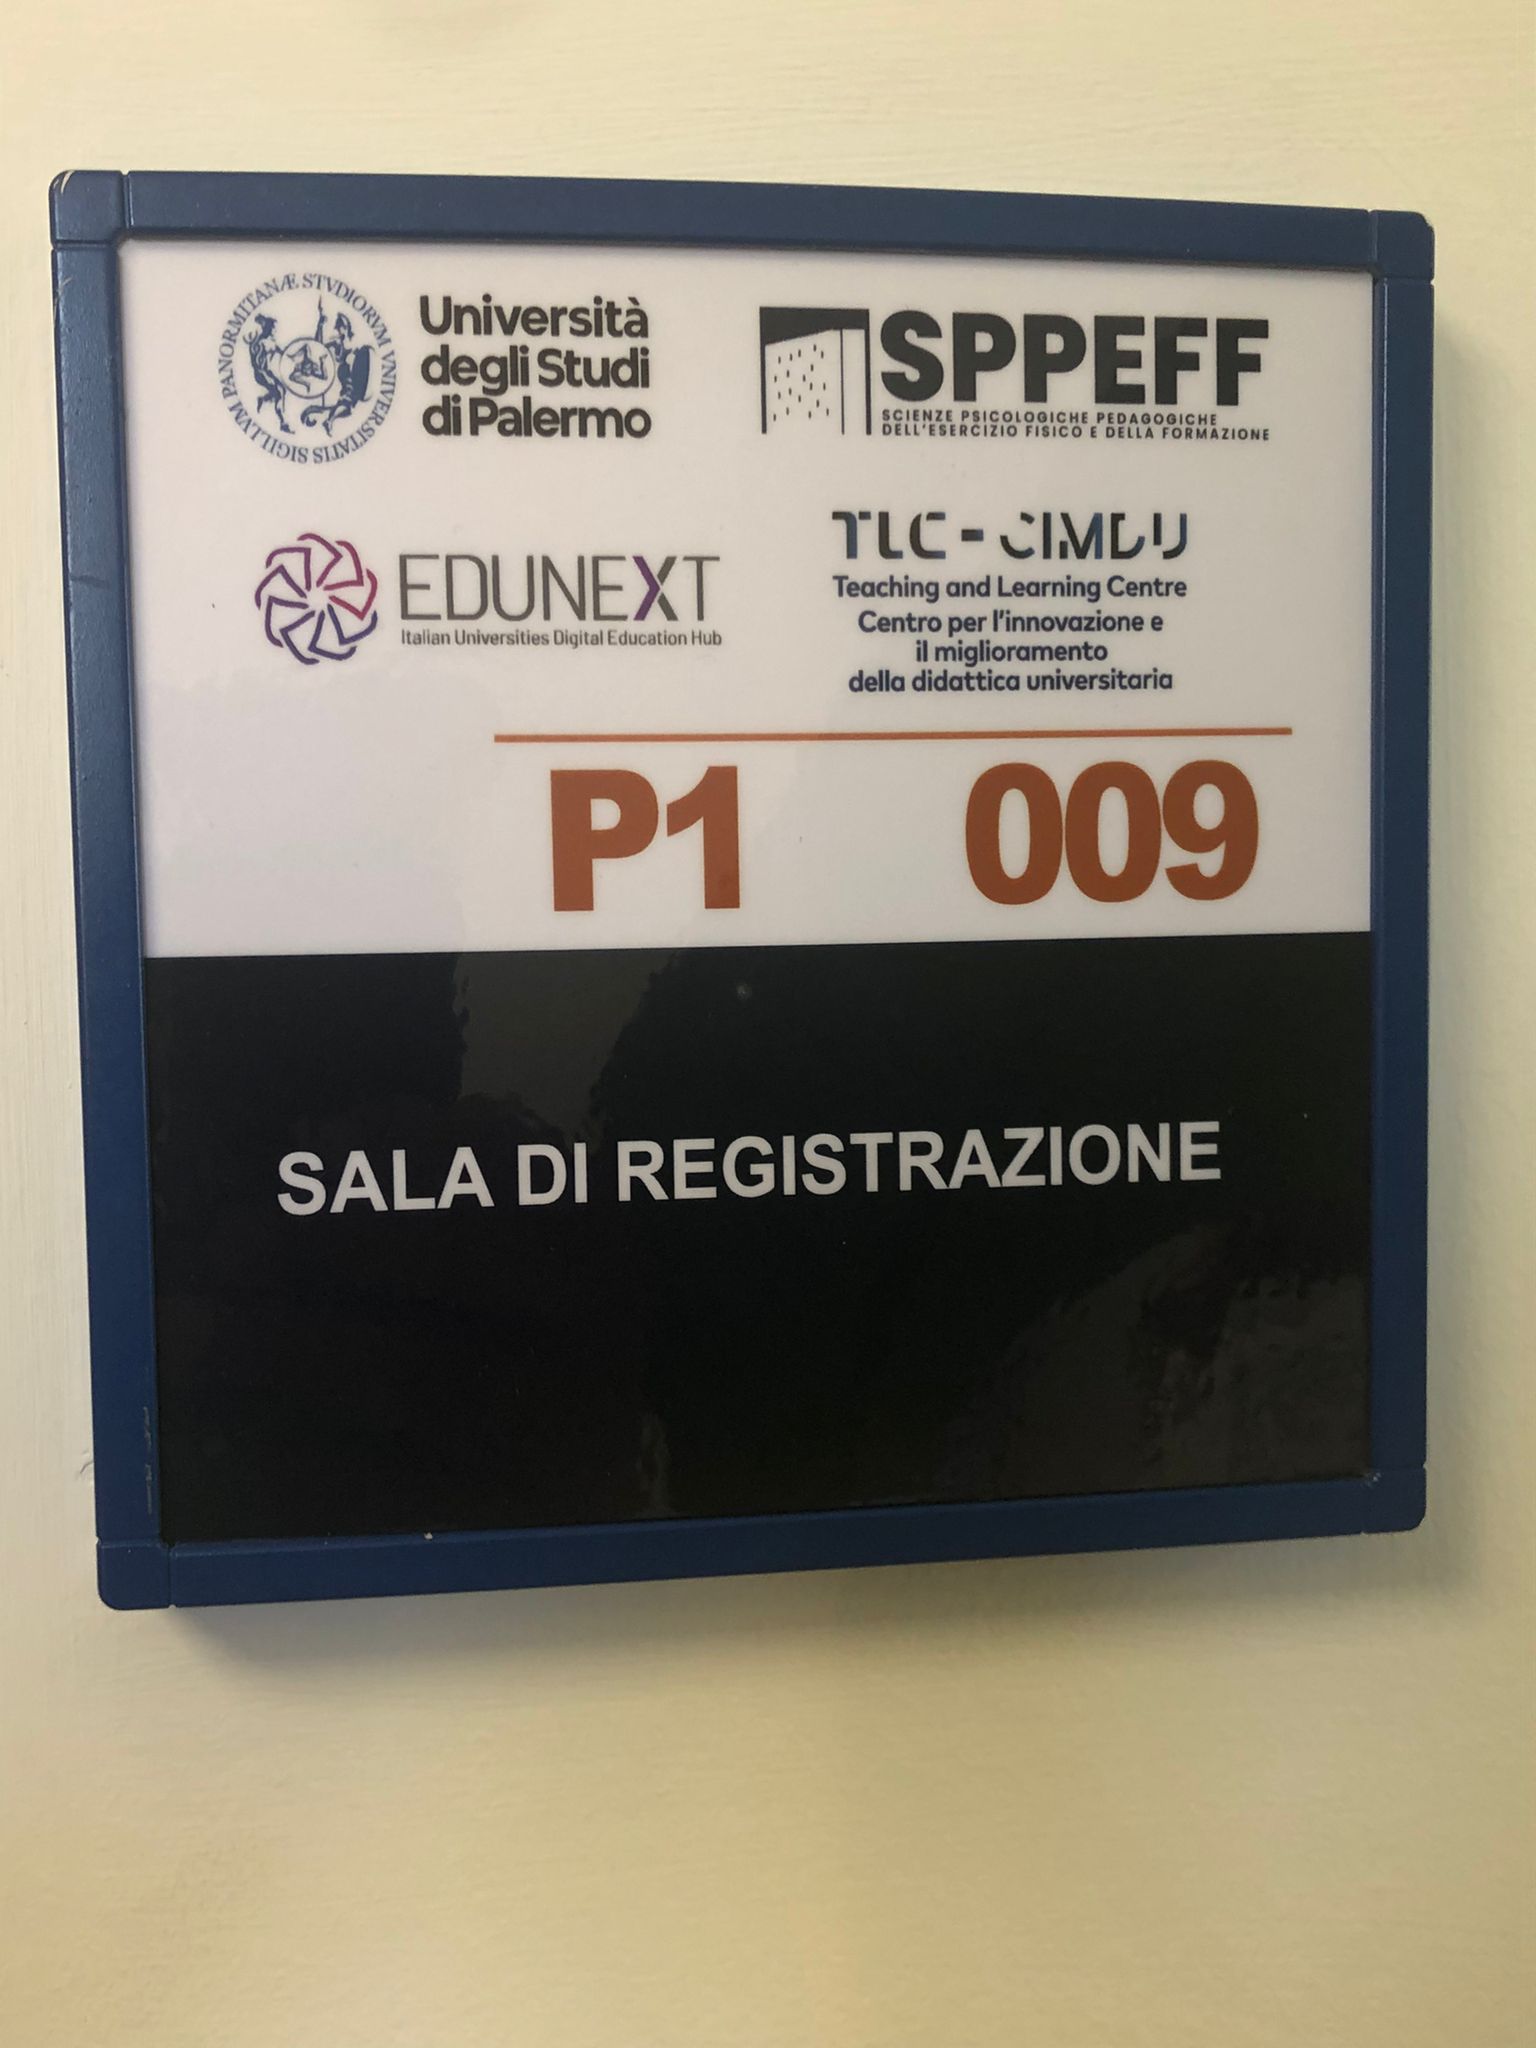 SIGILLVM PANORMITANÆ STVDIORVM VNIVERSITATIS
Università
degli Studi
di Palermo
SPPEFF
SCIENZE PSICOLOGICHE PEDAGOGICHE
DELL'ESERCIZIO FISICO E DELLA FORMAZIONE
EDUNEXT
Italian Universities Digital Education Hub
TLC - CIMDU
Teaching and Learning Centre
Centro per l'innovazione e
il miglioramento
della didattica universitaria
P1 009
SALA DI REGISTRAZIONE